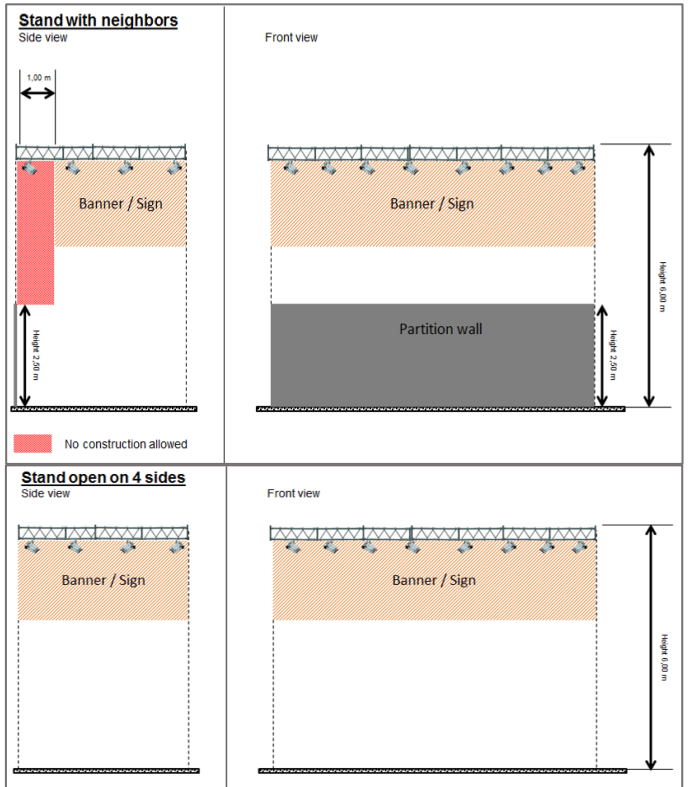 Stand with neighbors
Side view
Front view
1,00 m
Banner / Sign
Banner / Sign
Height 6,00 m
Partition wall
Height 2,50 m
Height 2,50 m
No construction allowed
Stand open on 4 sides
Side view
Front view
Banner / Sign
Banner / Sign
Height 6,00 m